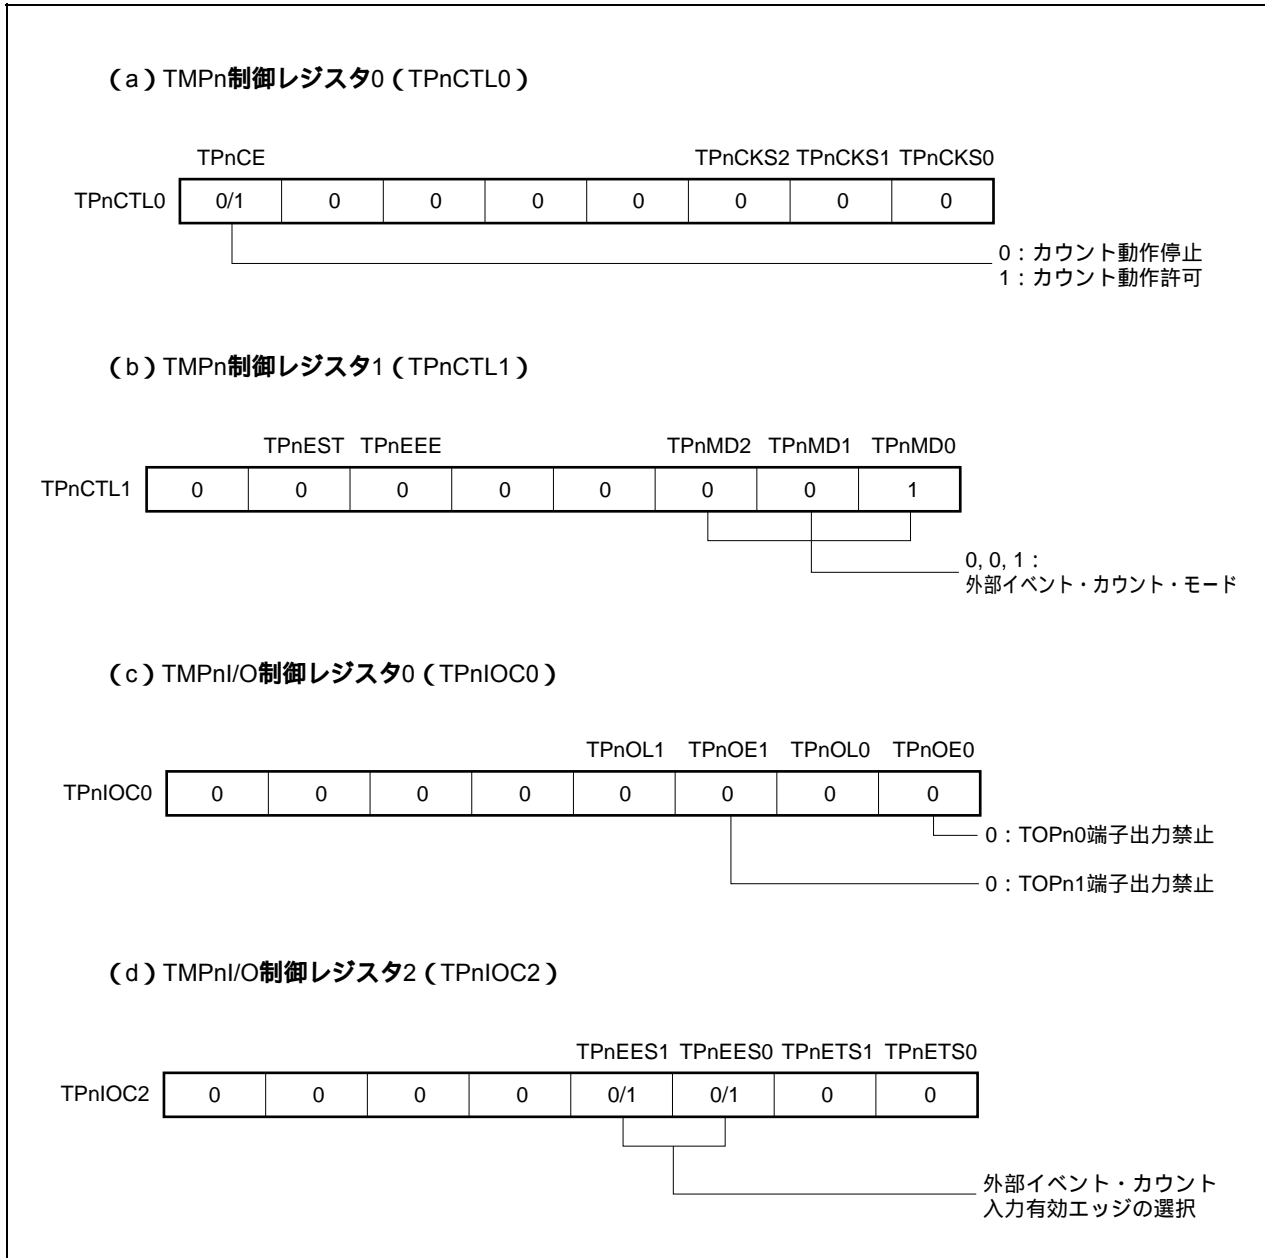 （a）TMPn制御レジスタ0（TPnCTL0）
TPnCE TPnCKS2 TPnCKS1 TPnCKS0
TPnCTL0 0/1 0 0 0 0 0 0 0
0：カウント動作停止
1：カウント動作許可
（b）TMPn制御レジスタ1（TPnCTL1）
TPnEST TPnEEE TPnMD2 TPnMD1 TPnMD0
TPnCTL1 0 0 0 0 0 0 0 1
0, 0, 1：
外部イベント・カウント・モード
（c）TMPnI/O制御レジスタ0（TPnIOC0）
TPnOL1 TPnOE1 TPnOL0 TPnOE0
TPnIOC0 0 0 0 0 0 0 0 0
0：TOPn0端子出力禁止
0：TOPn1端子出力禁止
（d）TMPnI/O制御レジスタ2（TPnIOC2）
TPnEES1 TPnEES0 TPnETS1 TPnETS0
TPnIOC2 0 0 0 0 0/1 0/1 0 0
外部イベント・カウント
入力有効エッジの選択